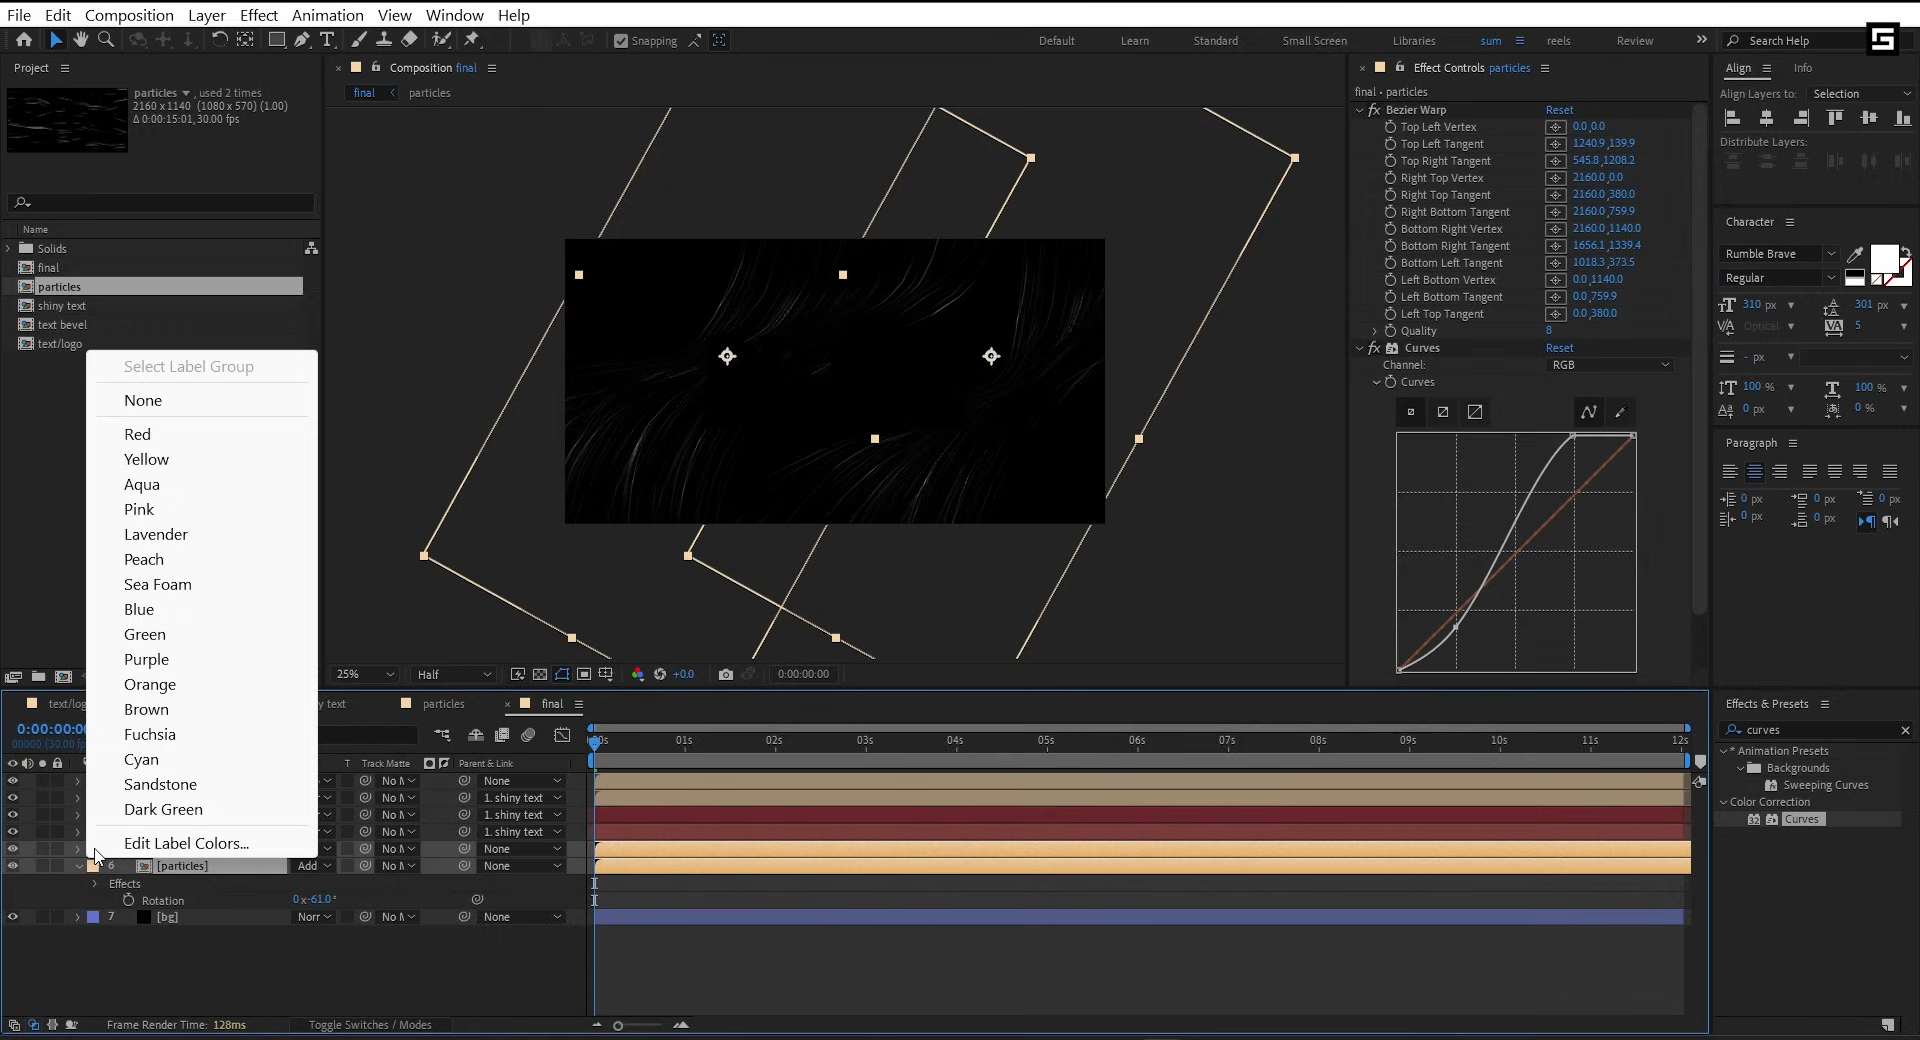 File Edit Composition Layer Effect Animation View Window Help
Snapping Default Learn Standard Small Screen Libraries sum reels Review Search Help
Project
particles , used 2 times
2160 x 1140 (1080 x 570) (1.00)
Δ 0:00:15:01, 30.00 fps
Name
Solids
final
particles
shiny text
text bevel
text/logo
Composition final
final particles
25% Half +0.0 0:00:00:00
Effect Controls particles
final • particles
fx Bezier Warp Reset
Top Left Vertex 0.0,0.0
Top Left Tangent 1240.9,139.9
Top Right Tangent 545.8,1208.2
Right Top Vertex 2160.0,0.0
Right Top Tangent 2160.0,380.0
Right Bottom Tangent 2160.0,759.9
Bottom Right Vertex 2160.0,1140.0
Bottom Right Tangent 1656.1,1339.4
Bottom Left Tangent 1018.3,373.5
Left Bottom Vertex 0.0,1140.0
Left Bottom Tangent 0.0,759.9
Left Top Tangent 0.0,380.0
Quality 8
fx Curves Reset
Channel: RGB
Curves
Align Info
Align Layers to: Selection
Distribute Layers:
Character
Rumble Brave
Regular
310 px 301 px
Optical 5
- px
100 % 100 %
0 px 0 %
Paragraph
0 px 0 px 0 px
0 px 0 px
Effects & Presets
curves
* Animation Presets
Backgrounds
Sweeping Curves
Color Correction
Curves
Select Label Group
None
Red
Yellow
Aqua
Pink
Lavender
Peach
Sea Foam
Blue
Green
Purple
Orange
Brown
Fuchsia
Cyan
Sandstone
Dark Green
Edit Label Colors...
particles final
01s 02s 03s 04s 05s 06s 07s 08s 09s 10s 11s 12s
T Track Matte Parent & Link
None
1. shiny text
1. shiny text
1. shiny text
None
6 [particles] Add None
Effects
Rotation 0 x-61.0°
7 [bg] None
Frame Render Time: 128ms Toggle Switches / Modes